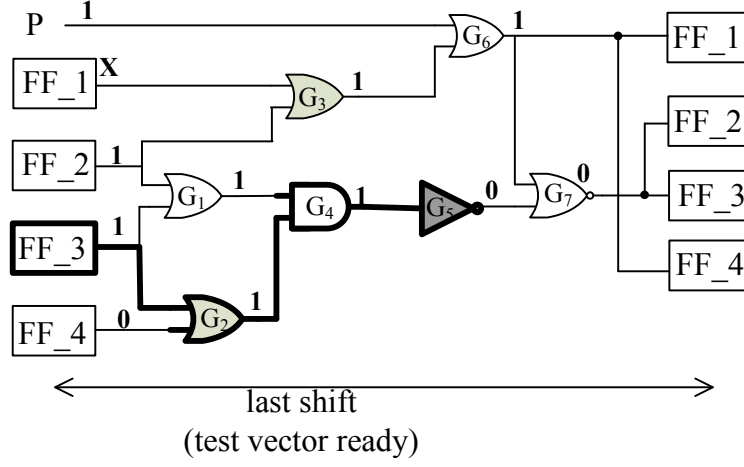 P 1 G6 1 FF_1
FF_1 X G3 1 FF_2
FF_2 1 G1 1 G4 1 G5 0 G7 0 FF_3
FF_3 1 FF_4
FF_4 0 G2 1
last shift
(test vector ready)